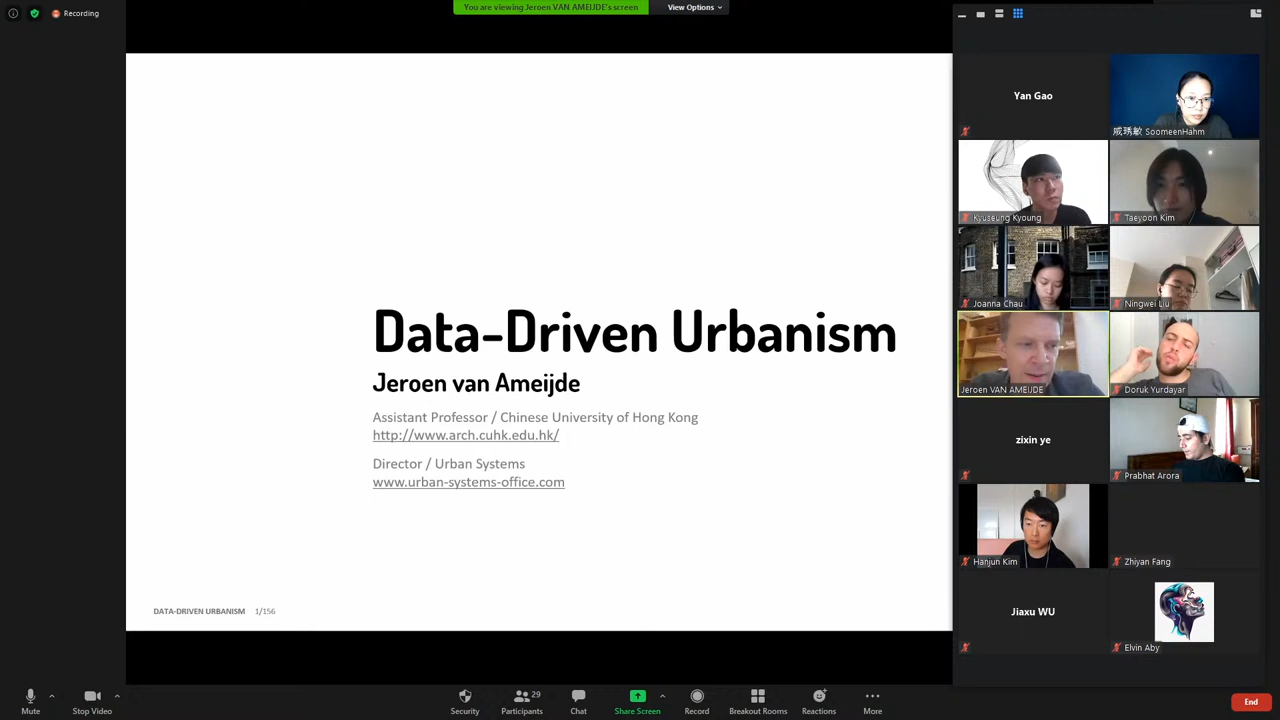 Recording
You are viewing Jeroen VAN AMEIJDE's screen
View Options
Data-Driven Urbanism
Jeroen van Ameijde
Assistant Professor / Chinese University of Hong Kong
http://www.arch.cuhk.edu.hk/
Director / Urban Systems
www.urban-systems-office.com
DATA-DRIVEN URBANISM 1/156
Yan Gao
咸琇敏 SoomeenHahm
Kyuseung Kyoung
Taeyoon Kim
Joanna Chau
Ningwei Liu
Jeroen VAN AMEIJDE
Doruk Yurdayar
zixin ye
Prabhat Arora
Hanjun Kim
Zhiyan Fang
Jiaxu WU
Elvin Aby
Mute
Stop Video
Security
Participants 29
Chat
Share Screen
Record
Breakout Rooms
Reactions
More
End